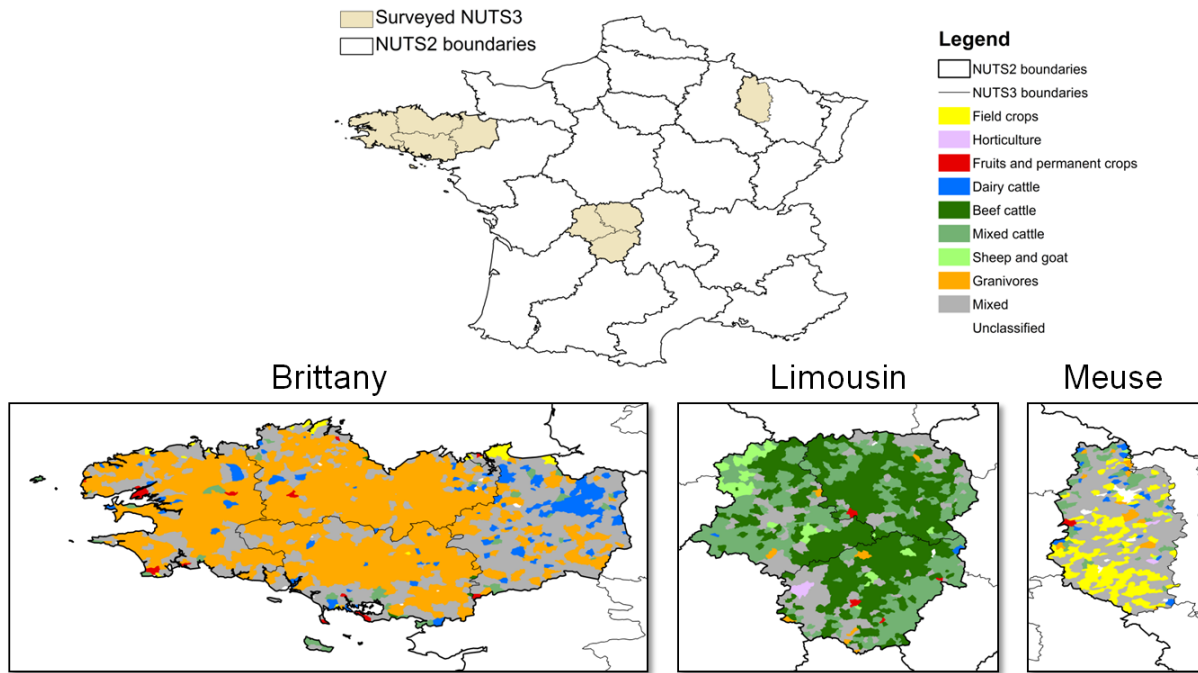 Surveyed NUTS3
NUTS2 boundaries
Legend
NUTS2 boundaries
NUTS3 boundaries
Field crops
Horticulture
Fruits and permanent crops
Dairy cattle
Beef cattle
Mixed cattle
Sheep and goat
Granivores
Mixed
Unclassified
Brittany
Limousin
Meuse